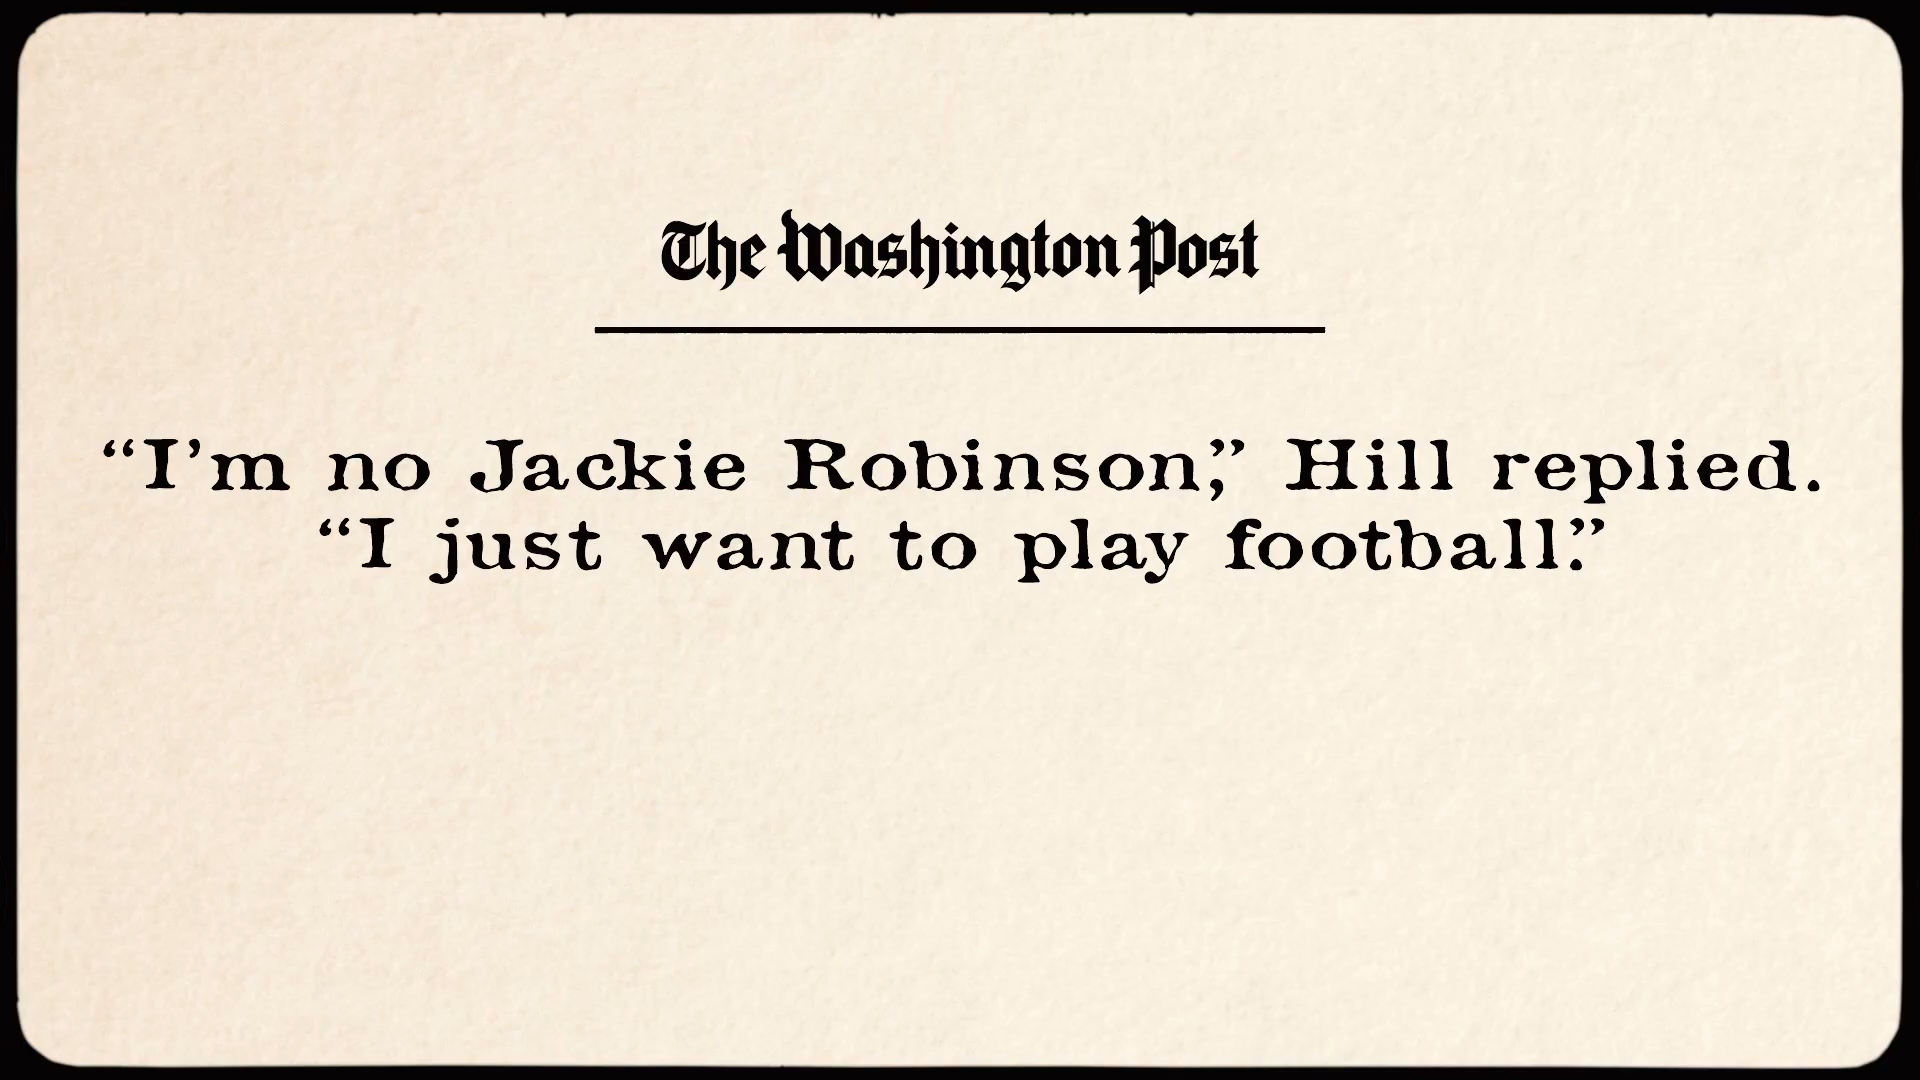 The Washington Post
“I’m no Jackie Robinson,” Hill replied.
“I just want to play football.”